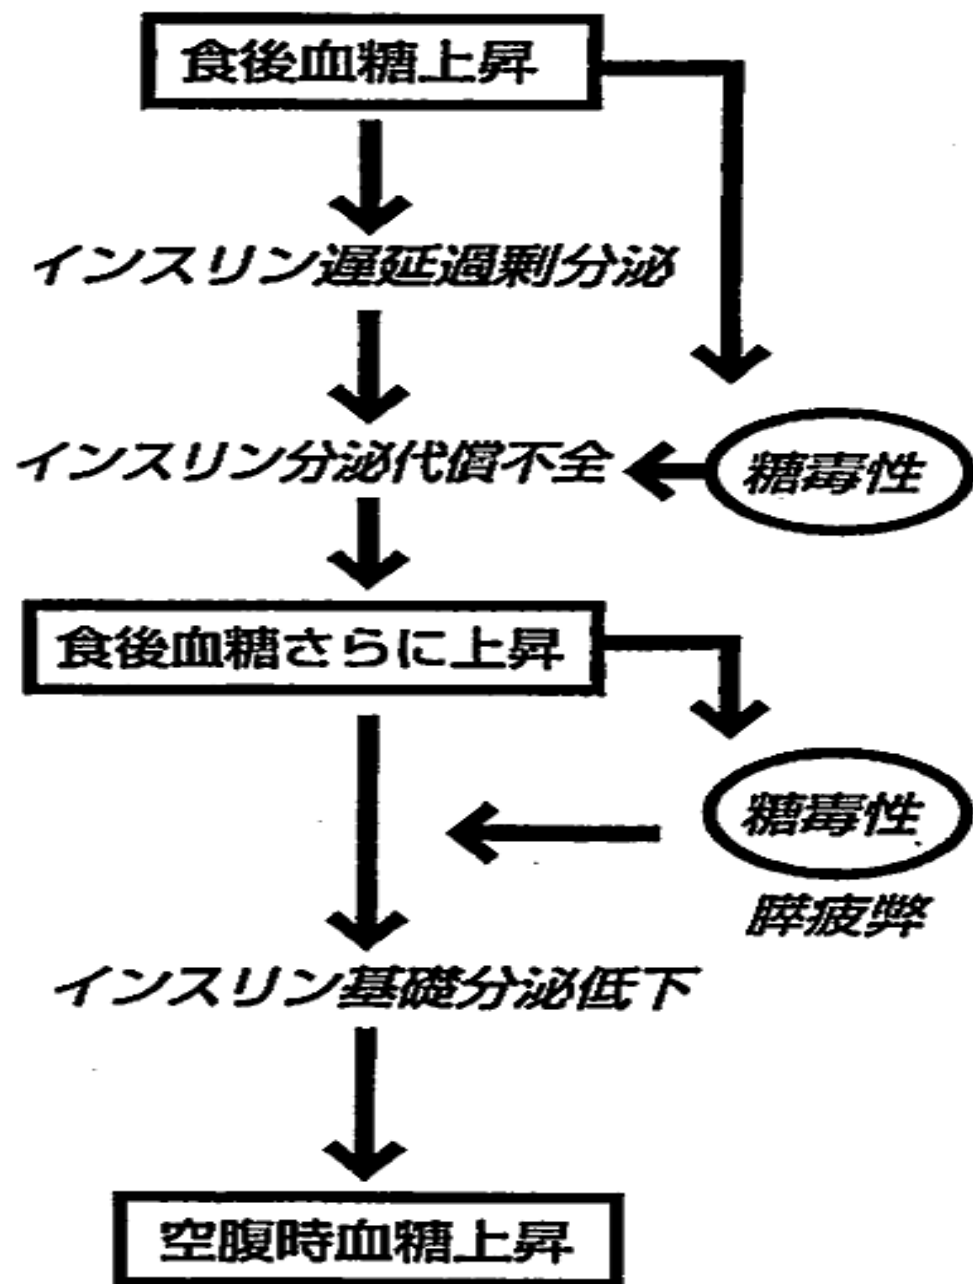 食後血糖上昇
インスリン遅延過剰分泌
インスリン分泌代償不全
糖毒性
食後血糖さらに上昇
糖毒性
膵疲弊
インスリン基礎分泌低下
空腹時血糖上昇